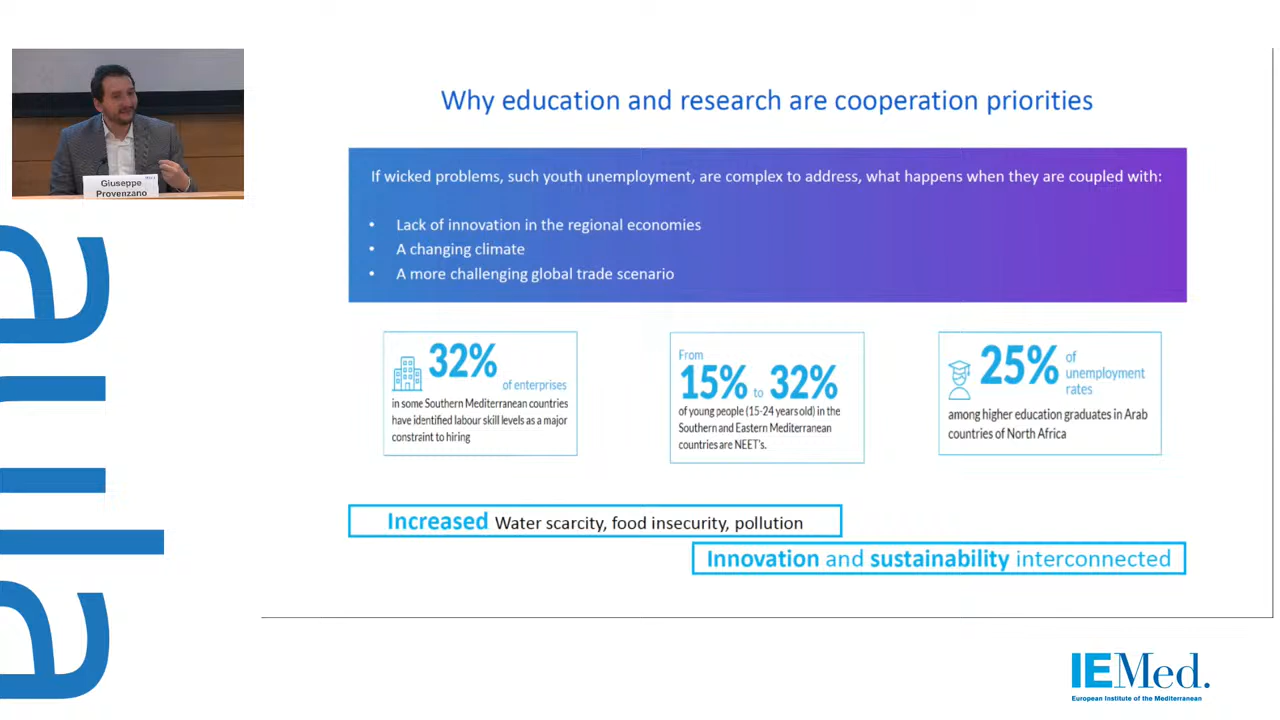 Giuseppe
Provenzano
aula
Why education and research are cooperation priorities
If wicked problems, such youth unemployment, are complex to address, what happens when they are coupled with:
• Lack of innovation in the regional economies
• A changing climate
• A more challenging global trade scenario
32%
of enterprises
in some Southern Mediterranean countries
have identified labour skill levels as a major
constraint to hiring
From
15% to 32%
of young people (15-24 years old) in the
Southern and Eastern Mediterranean
countries are NEET's.
25% of
unemployment
rates
among higher education graduates in Arab
countries of North Africa
Increased Water scarcity, food insecurity, pollution
Innovation and sustainability interconnected
IEMed.
European Institute of the Mediterranean